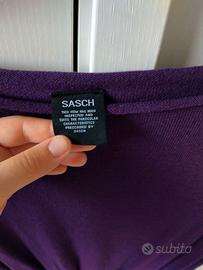 SASCH
THIS ITEM HAS BEEN
INSPECTED AND
SUITS THE PARTICULAR
CHARACTERISTICS
PRESCRIBED BY
SASCH
subito